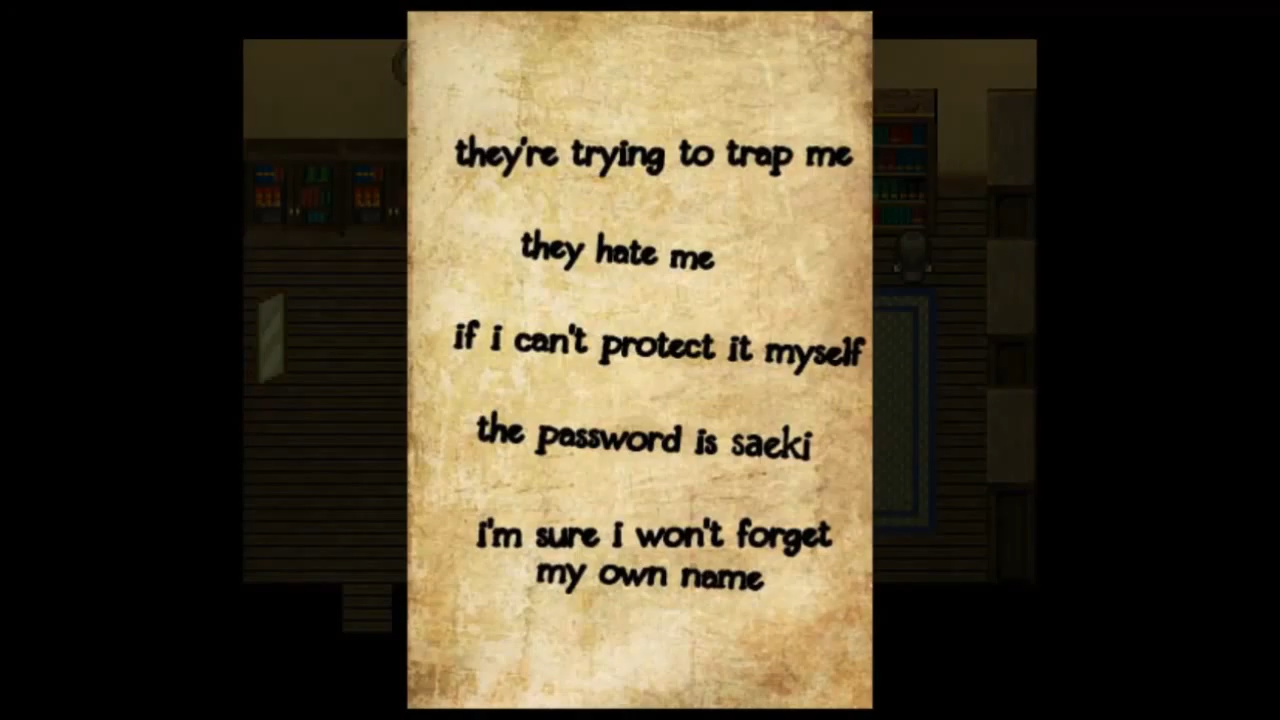 they're trying to trap me
they hate me
if i can't protect it myself
the password is saeki
i'm sure i won't forget
my own name